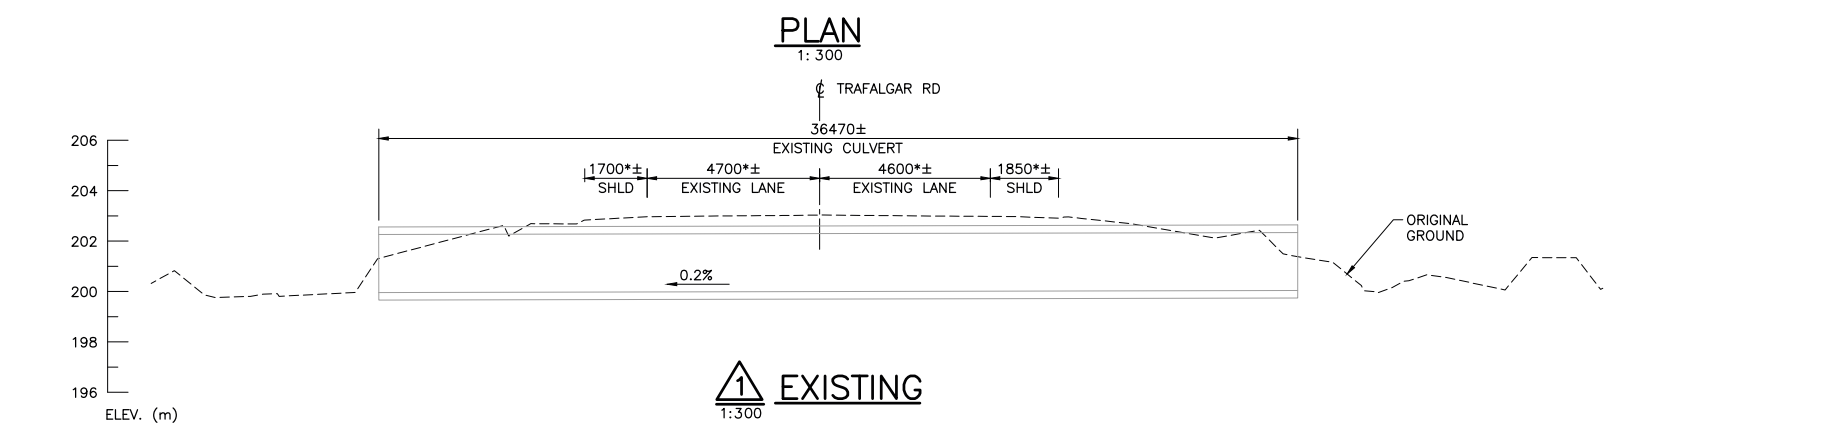 PLAN
1:300
℄ TRAFALGAR RD
36470±
EXISTING CULVERT
1700*± 4700*± 4600*± 1850*±
SHLD EXISTING LANE EXISTING LANE SHLD
206
204
202
200
198
196
ELEV. (m)
ORIGINAL
GROUND
0.2%
1 EXISTING
1:300